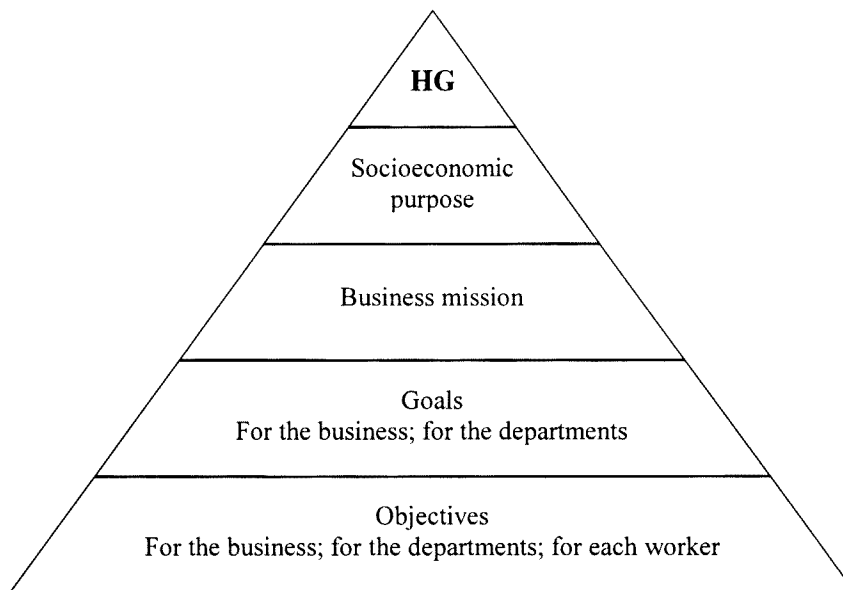 HG
Socioeconomic
purpose
Business mission
Goals
For the business; for the departments
Objectives
For the business; for the departments; for each worker